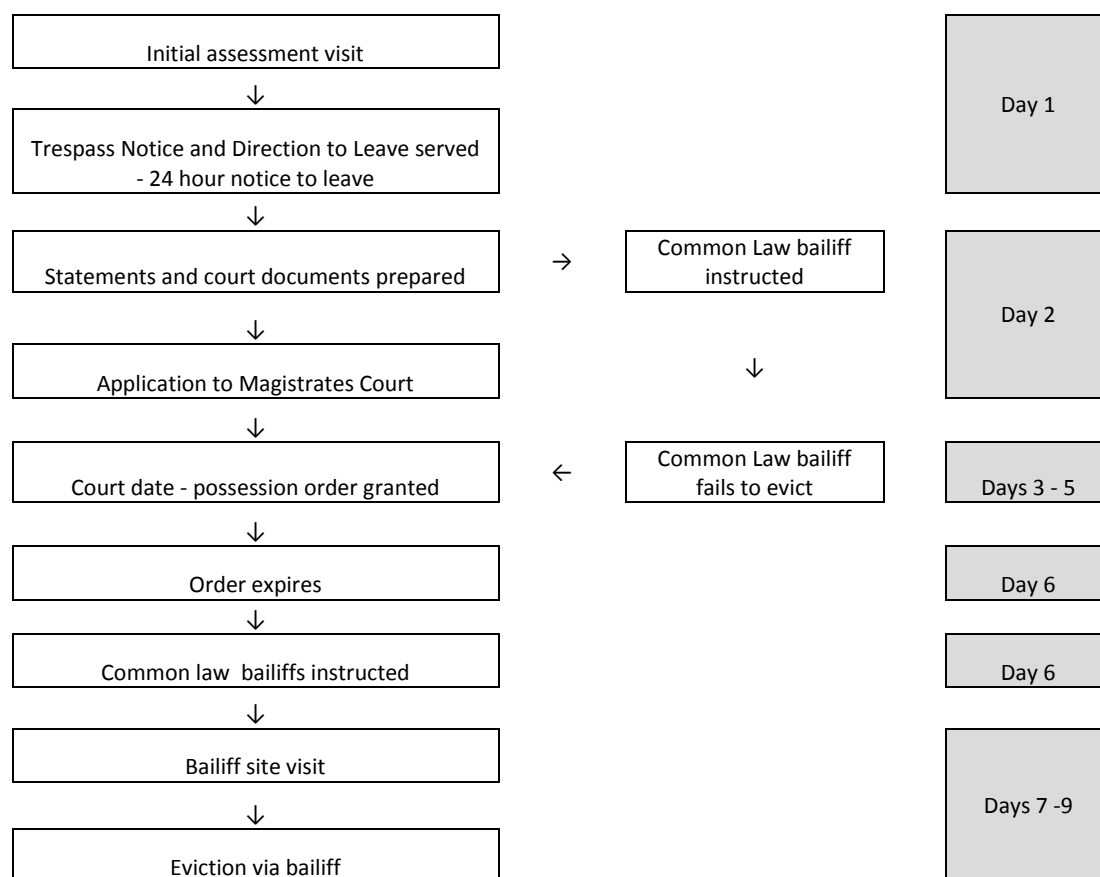 Initial assessment visit
↓
Day 1
Trespass Notice and Direction to Leave served
- 24 hour notice to leave
↓
Statements and court documents prepared
→
Common Law bailiff
instructed
Day 2
↓
↓
Application to Magistrates Court
↓
Court date - possession order granted
←
Common Law bailiff
fails to evict
Days 3 - 5
↓
Order expires
Day 6
↓
Common law  bailiffs instructed
Day 6
↓
Bailiff site visit
Days 7 -9
↓
Eviction via bailiff